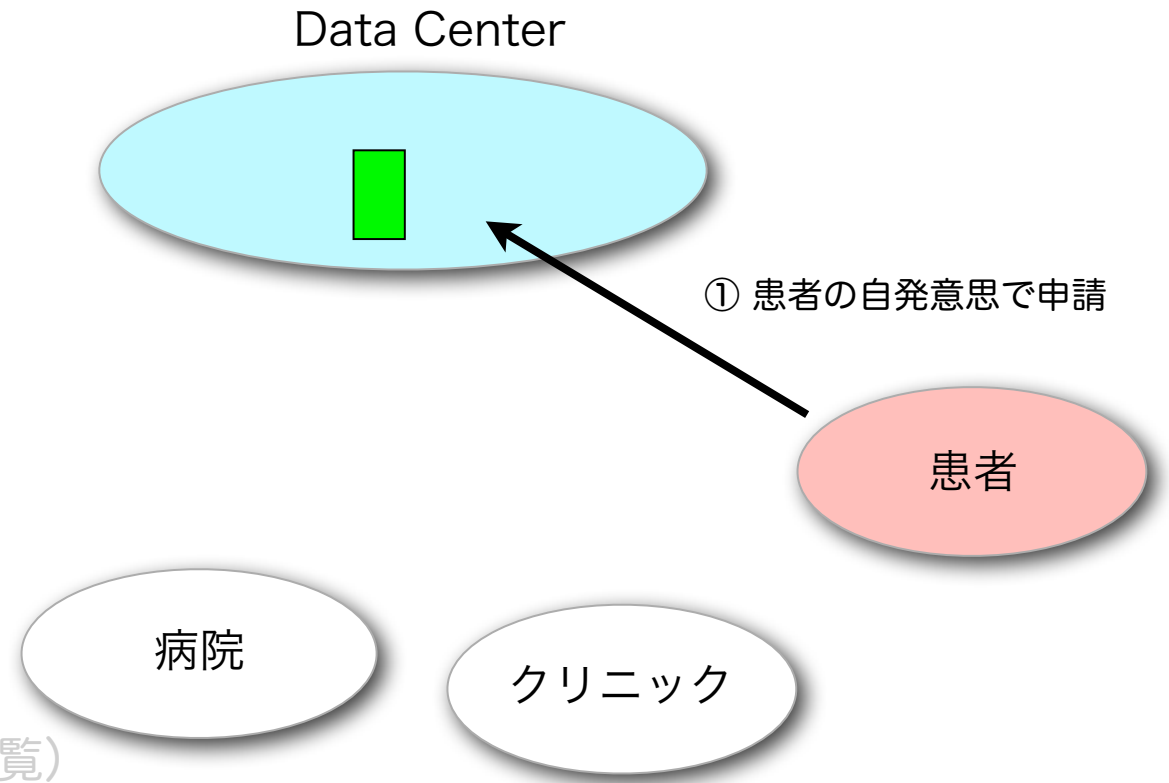 Data Center
① 患者の自発意思で申請
患者
病院
クリニック
覧）